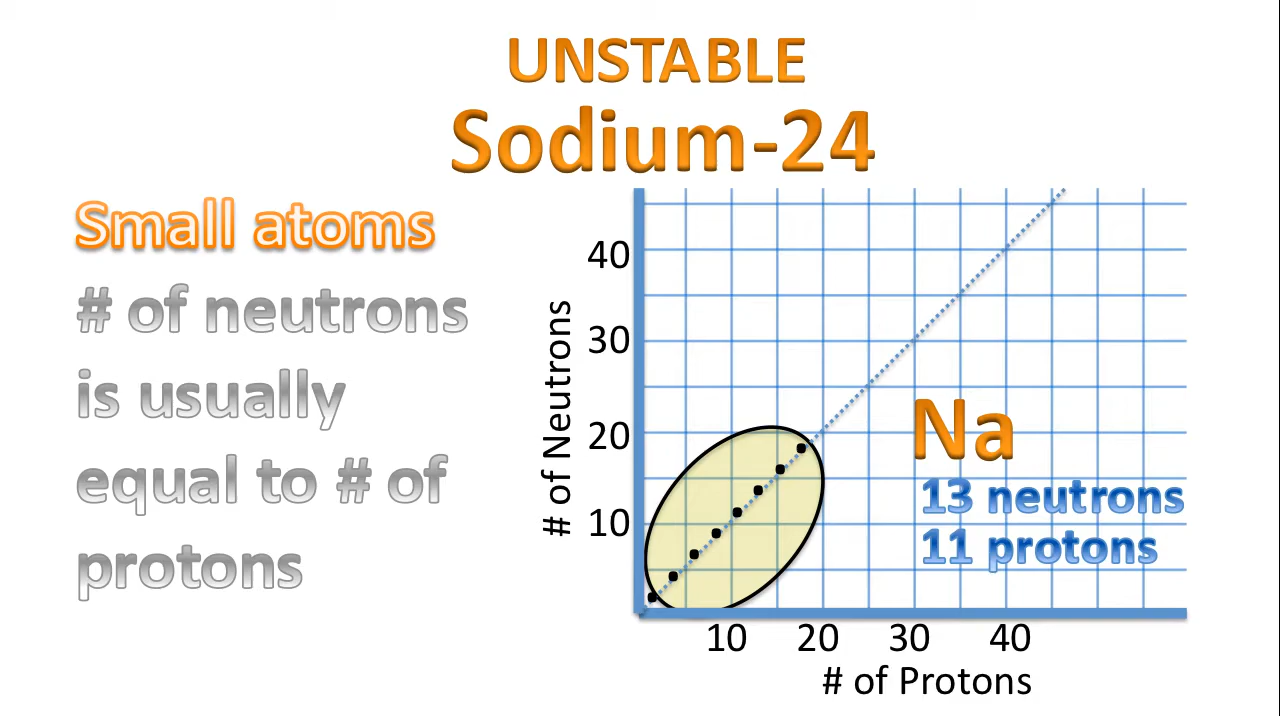 UNSTABLE
Sodium-24
Small atoms
# of neutrons
is usually
equal to # of
protons
# of Neutrons
40
30
20
10
Na
13 neutrons
11 protons
10 20 30 40
# of Protons